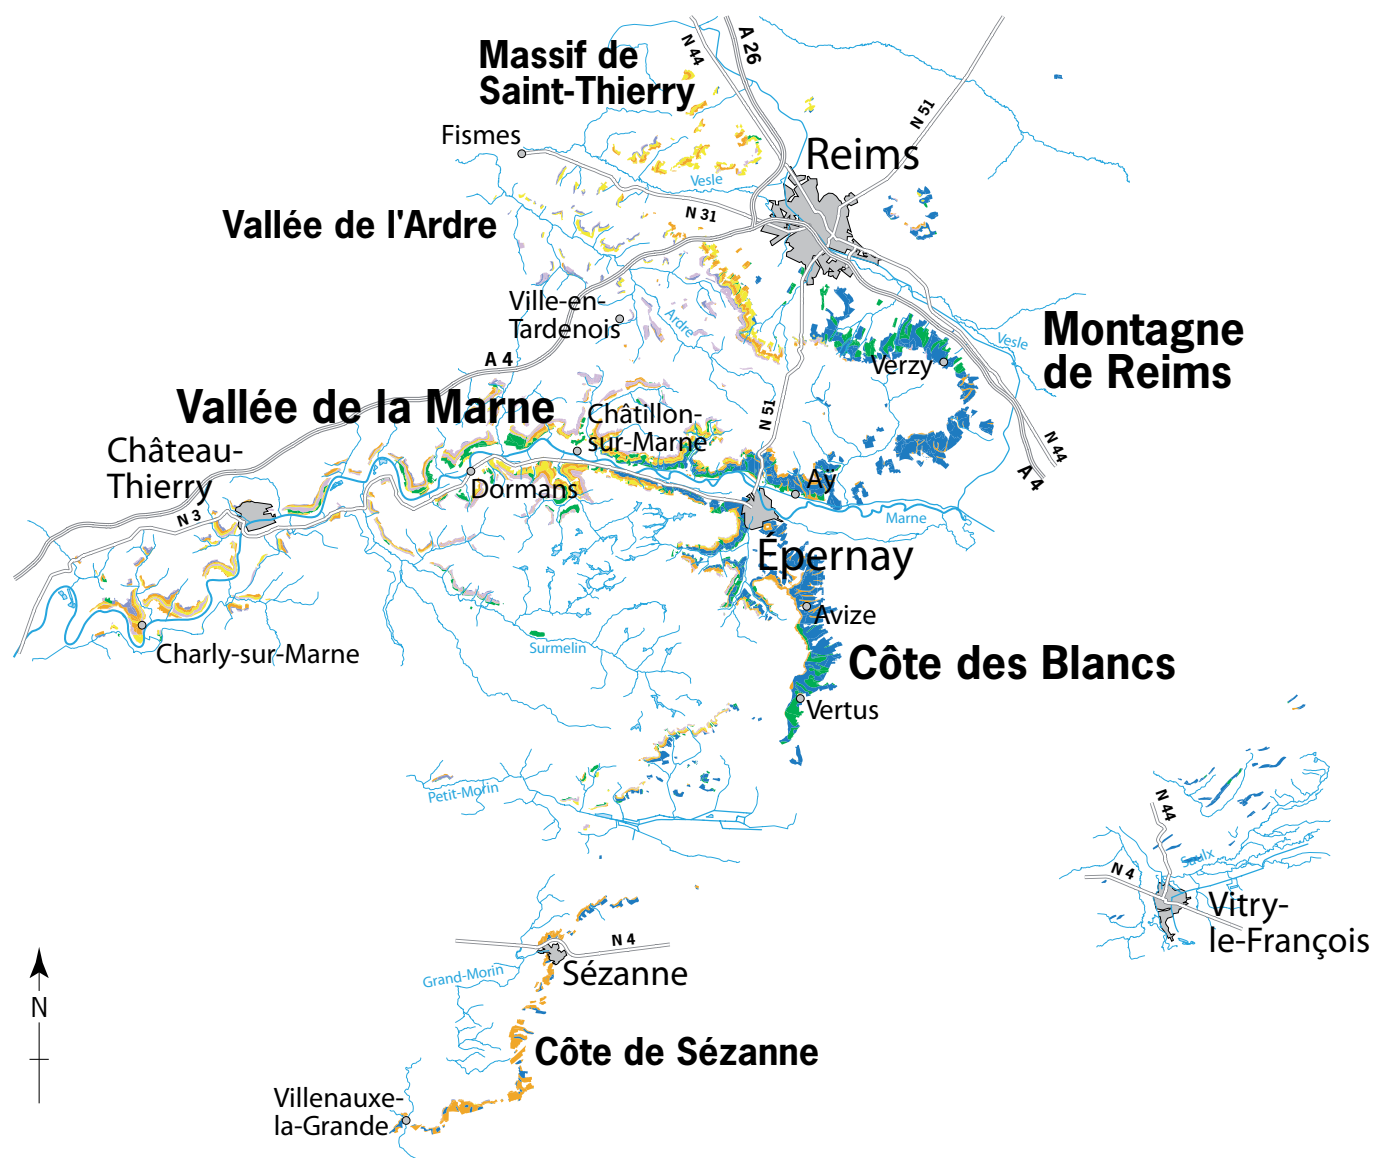 Massif de
Saint-Thierry
N 44
A 26
N 51
Fismes
Reims
Vesle
Vallée de l'Ardre
N 31
Ville-en-
Tardenois
Ardre
Vesle
Montagne
de Reims
A 4
Verzy
Vallée de la Marne
Châtillon-
sur-Marne
N 51
Château-
Thierry
N 44
A 4
Dormans
Aÿ
N 3
Marne
Épernay
Avize
Charly-sur-Marne
Surmelin
Côte des Blancs
Vertus
Petit-Morin
N 44
Saulx
N 4
Vitry-
le-François
N 4
Sézanne
Grand-Morin
N
Côte de Sézanne
Villenauxe-
la-Grande